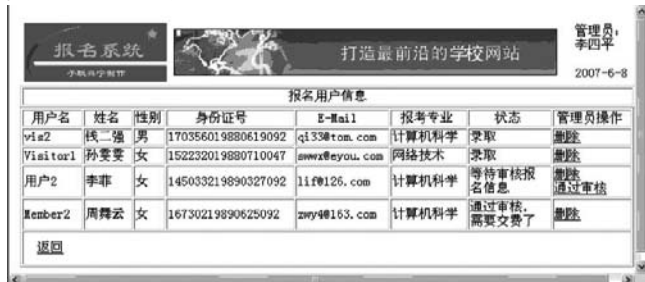 报名系统
打造最前沿的学校网站
管理员：
李四平
2007-6-8
报名用户信息
用户名 姓名 性别 身份证号 E-Mail 报考专业 状态 管理员操作
vis2 钱二强 男 170356019880619092 qi33@tom.com 计算机科学 录取 删除
Visitor1 孙雯雯 女 152232019880710047 @eyou.com 网络技术 录取 删除
用户2 李菲 女 145033219890327092 lif@126.com 计算机科学 等待审核报名信息 删除 通过审核
Member2 周舞云 女 16730219890625092 zwy4@163.com 计算机科学 通过审核，需要交费了 删除
返回